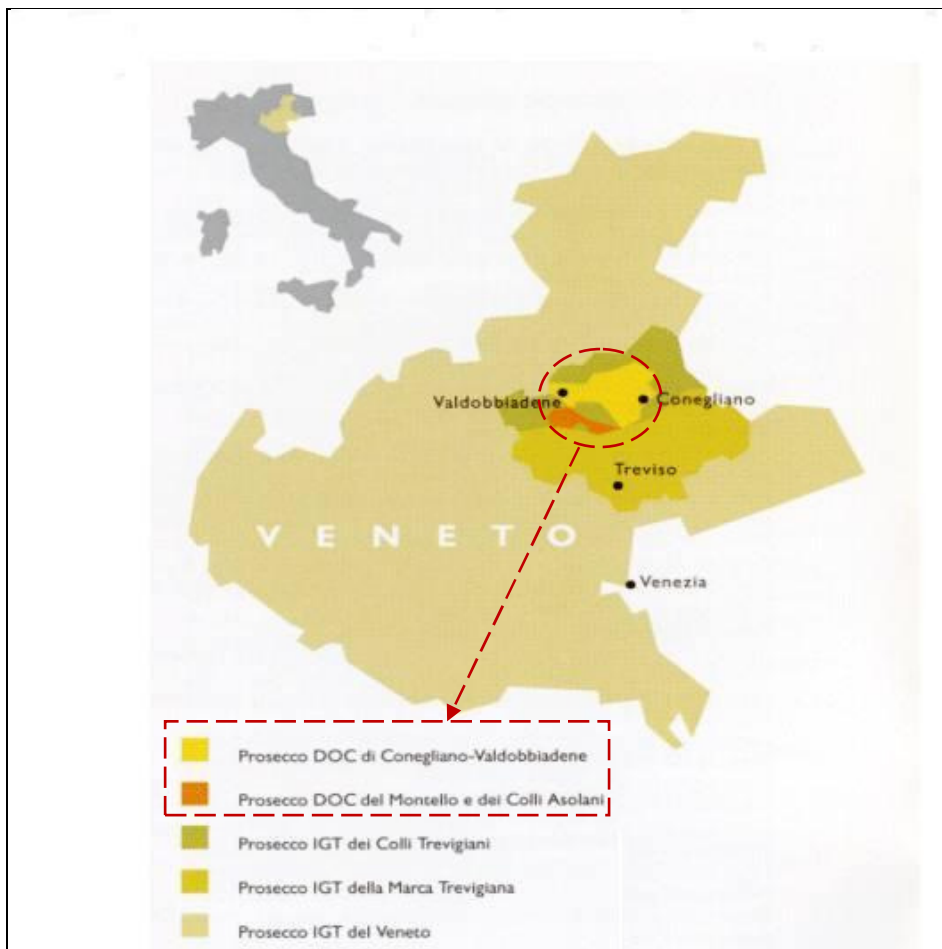 Valdobbiadene
Conegliano
Treviso
VENETO
Venezia
Prosecco DOC di Conegliano-Valdobbiadene
Prosecco DOC del Montello e dei Colli Asolani
Prosecco IGT dei Colli Trevigiani
Prosecco IGT della Marca Trevigiana
Prosecco IGT del Veneto